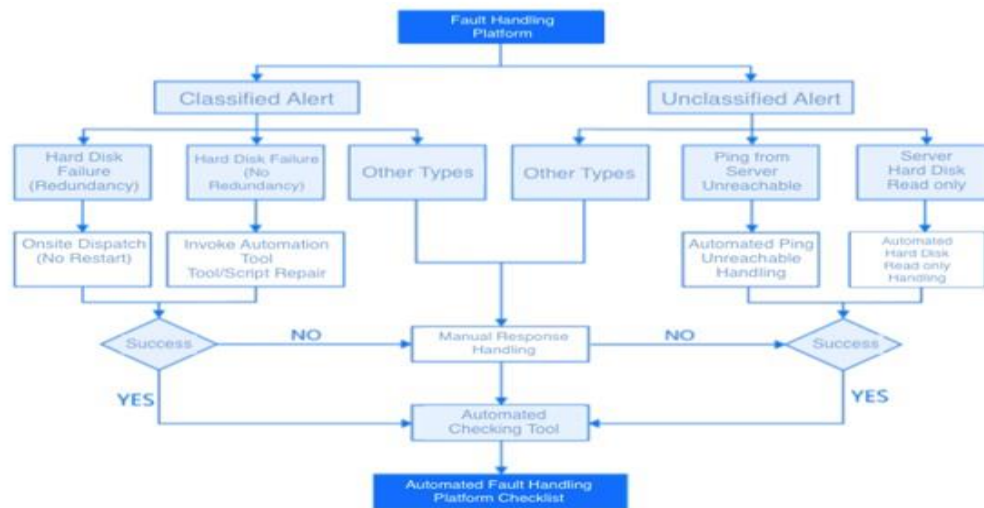 Fault Handling
Platform
Classified Alert
Unclassified Alert
Hard Disk
Failure
(Redundancy)
Hard Disk Failure
(No
Redundancy)
Other Types
Other Types
Ping from
Server
Unreachable
Server
Hard Disk
Read only
Onsite Dispatch
(No Restart)
Invoke Automation
Tool
Tool/Script Repair
Automated Ping
Unreachable
Handling
Automated
Hard Disk
Read only
Handling
Success
NO
Manual Response
Handling
NO
Success
YES
YES
Automated
Checking Tool
Automated Fault Handling
Platform Checklist